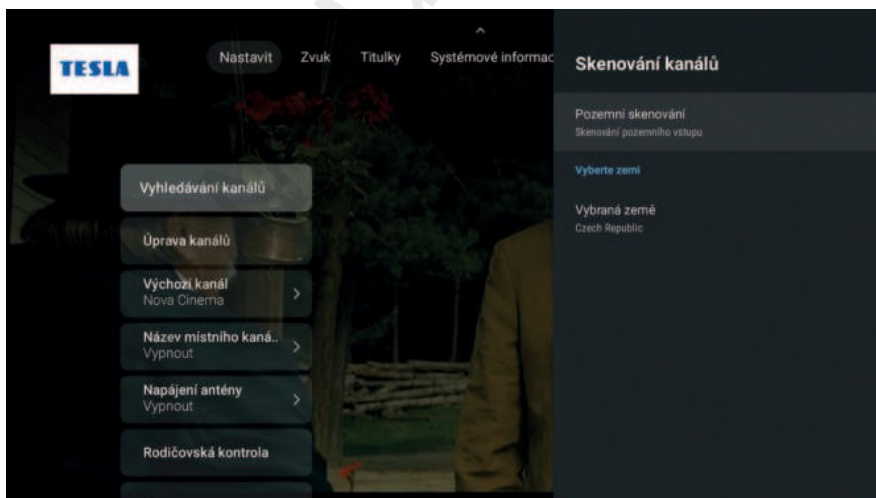 TESLA
Nastavit
Zvuk
Titulky
Systémové informac
Vyhledávání kanálů
Úprava kanálů
Výchozí kanál
Nova Cinema
Název místního kaná..
Vypnout
Napájení antény
Vypnout
Rodičovská kontrola
Skenování kanálů
Pozemní skenování
Skenování pozemního vstupu
Vyberte zemi
Vybraná země
Czech Republic